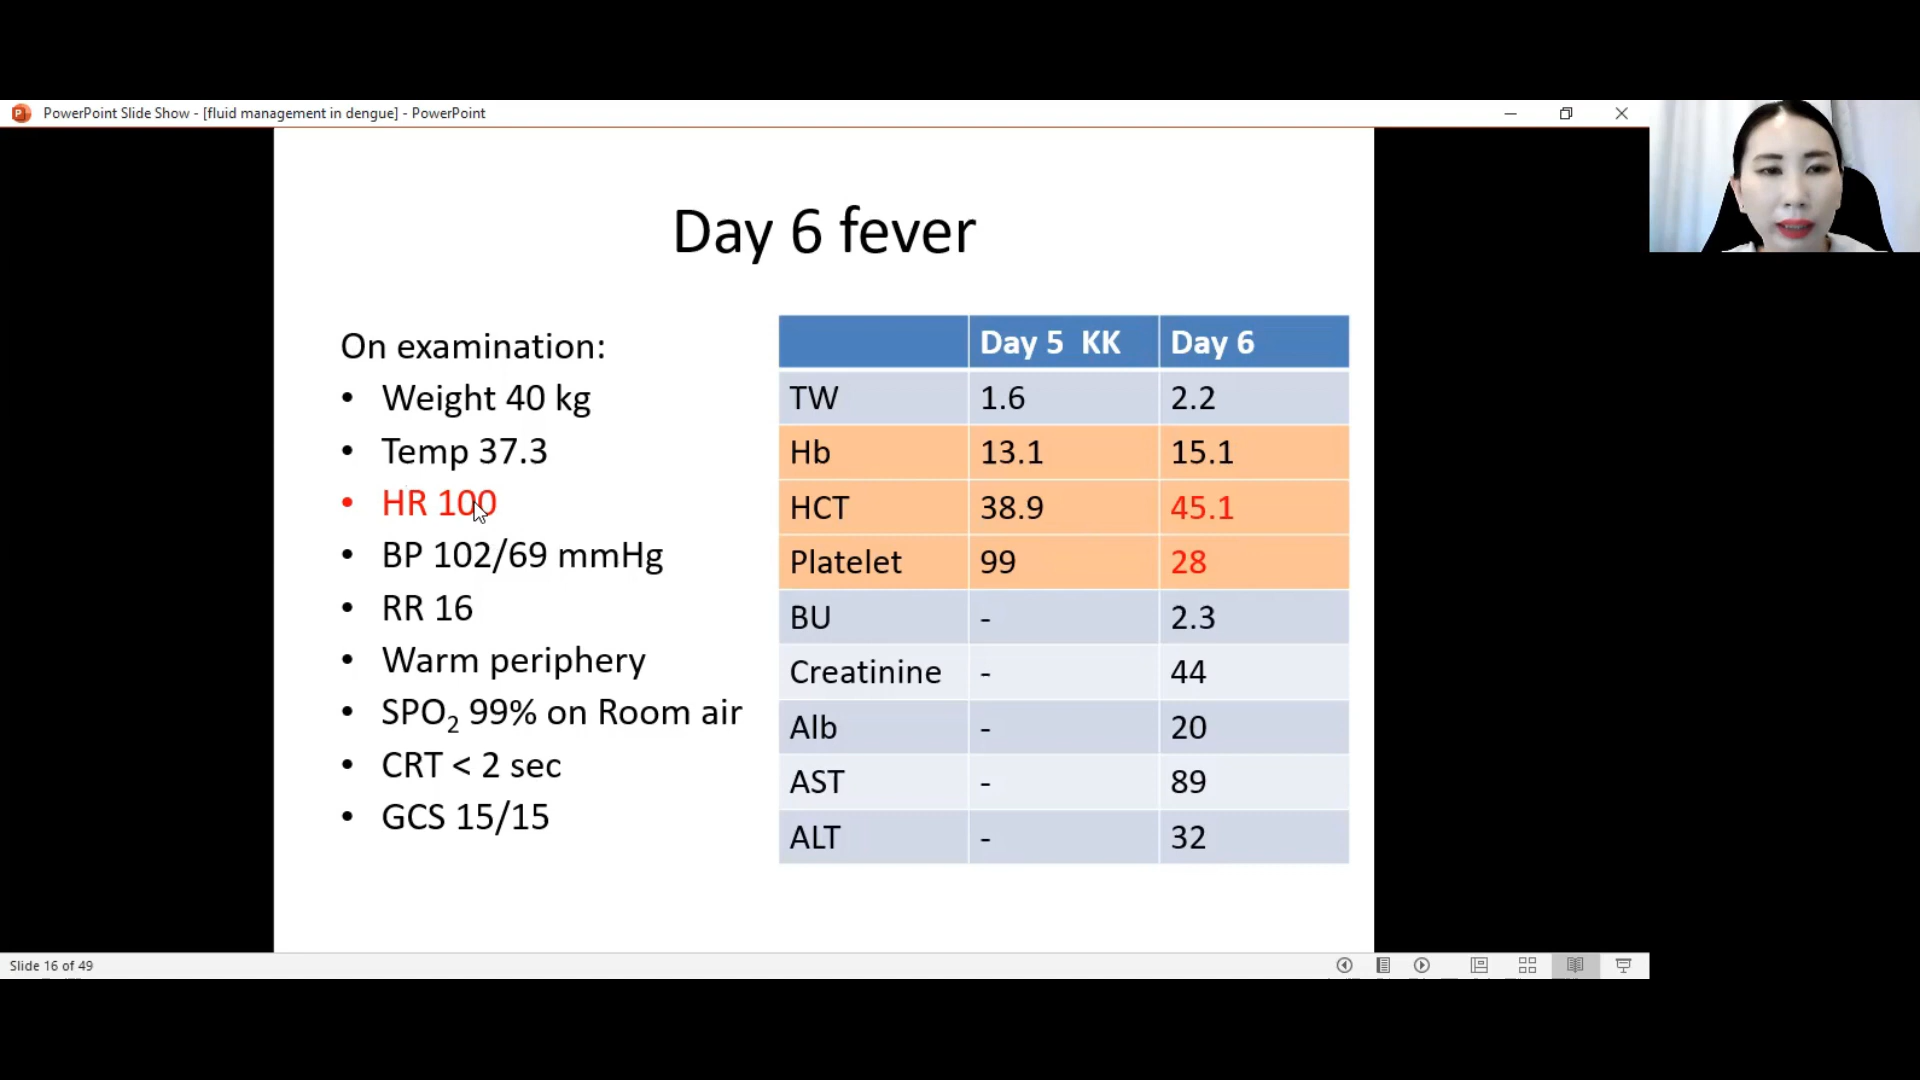 PowerPoint Slide Show - [fluid management in dengue] - PowerPoint
Day 6 fever
On examination:
• Weight 40 kg
• Temp 37.3
• HR 100
• BP 102/69 mmHg
• RR 16
• Warm periphery
• SPO2 99% on Room air
• CRT < 2 sec
• GCS 15/15
Day 5 KK Day 6
TW 1.6 2.2
Hb 13.1 15.1
HCT 38.9 45.1
Platelet 99 28
BU - 2.3
Creatinine - 44
Alb - 20
AST - 89
ALT - 32
Slide 16 of 49